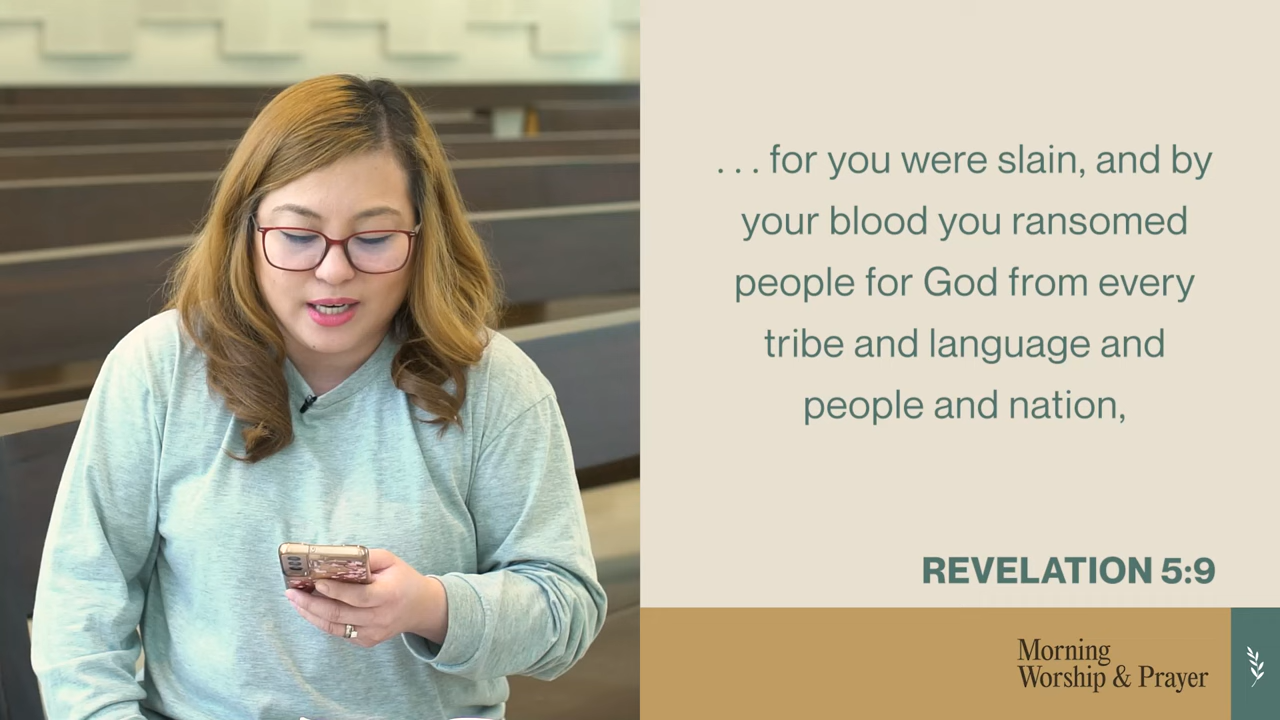 . . . for you were slain, and by
your blood you ransomed
people for God from every
tribe and language and
people and nation,
REVELATION 5:9
Morning
Worship & Prayer